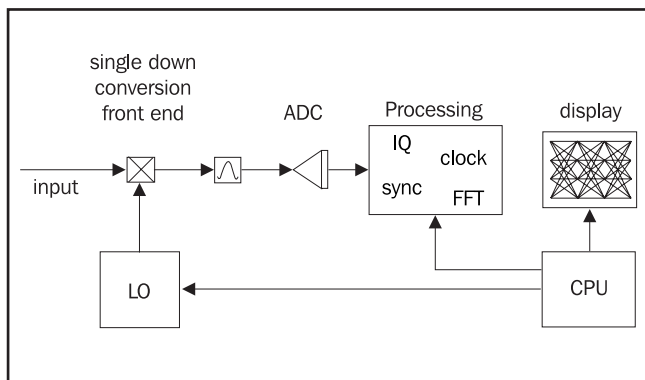 single down
conversion
front end
ADC
Processing
display
IQ
clock
sync
FFT
input
LO
CPU